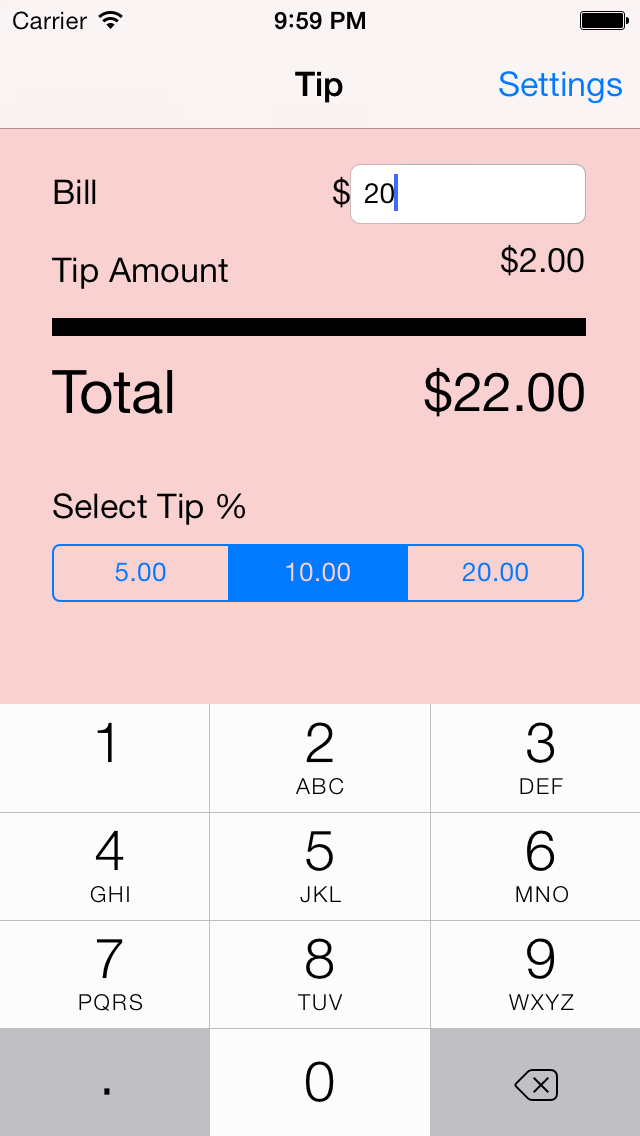 Carrier 9:59 PM
Tip Settings
Bill $ 20
Tip Amount $2.00
Total $22.00
Select Tip %
5.00 10.00 20.00
1 2 3
ABC DEF
4 5 6
GHI JKL MNO
7 8 9
PQRS TUV WXYZ
. 0